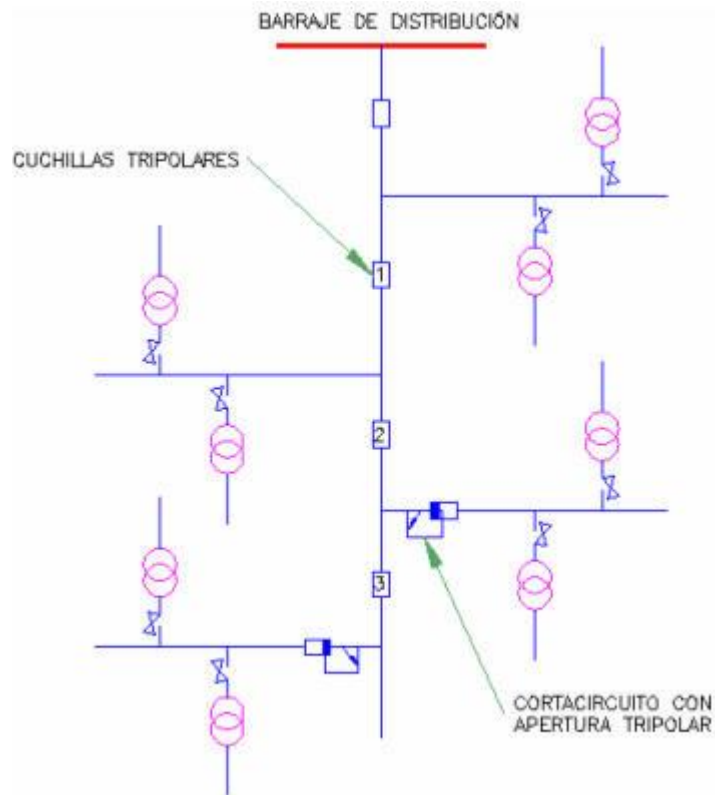 BARRAJE DE DISTRIBUCIÓN
CUCHILLAS TRIPOLARES
1
2
3
CORTACIRCUITO CON
APERTURA TRIPOLAR